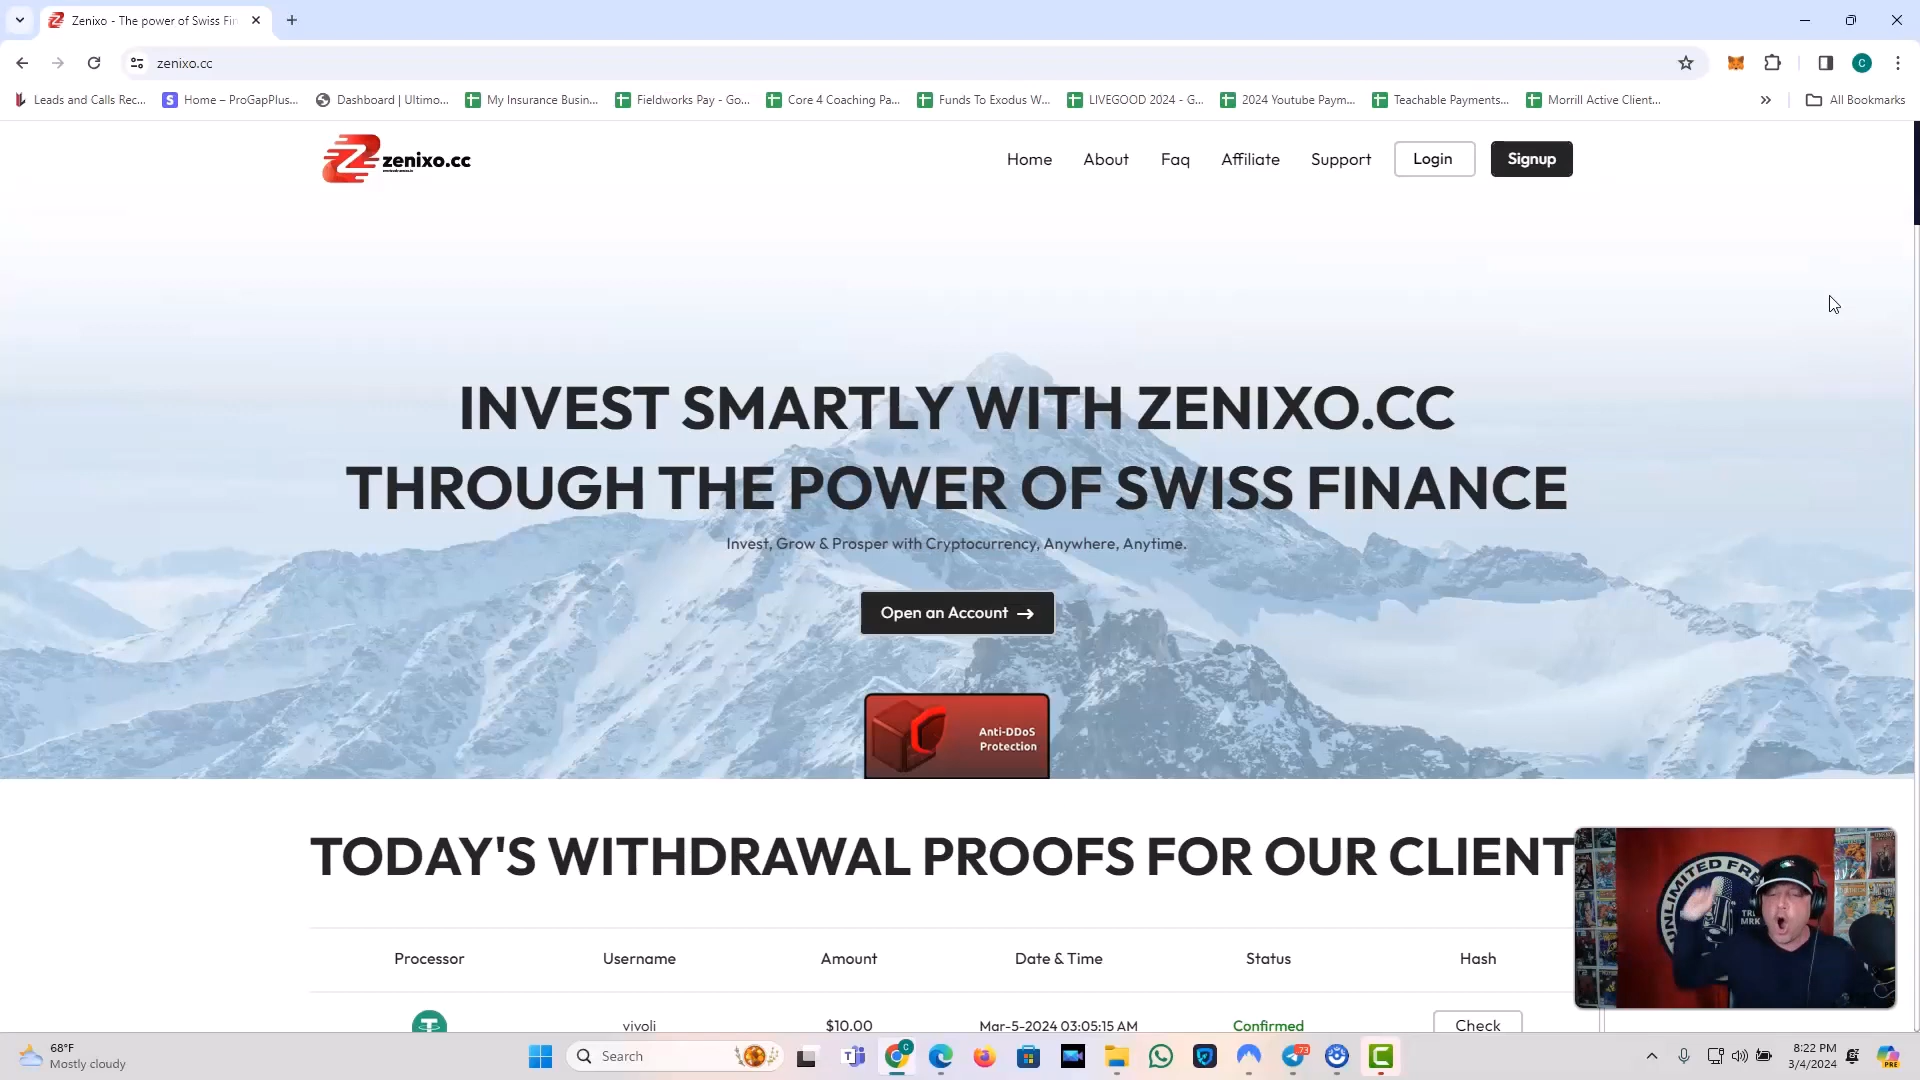 Zenixo - The power of Swiss Fin
zenixo.cc
Leads and Calls Rec...
Home – ProGapPlus...
Dashboard | Ultimo...
My Insurance Busin...
Fieldworks Pay - Go...
Core 4 Coaching Pa...
Funds To Exodus W...
LIVEGOOD 2024 - G...
2024 Youtube Paym...
Teachable Payments...
Morrill Active Client...
All Bookmarks
zenixo.cc
Home
About
Faq
Affiliate
Support
Login
Signup
INVEST SMARTLY WITH ZENIXO.CC
THROUGH THE POWER OF SWISS FINANCE
Invest, Grow & Prosper with Cryptocurrency, Anywhere, Anytime.
Open an Account →
Anti-DDoS
Protection
TODAY'S WITHDRAWAL PROOFS FOR OUR CLIENT
Processor
Username
Amount
Date & Time
Status
Hash
vivoli
$10.00
Mar-5-2024 03:05:15 AM
Confirmed
Check
UNLIMITED FR
68°F
Mostly cloudy
Search
73
8:22 PM
3/4/2024